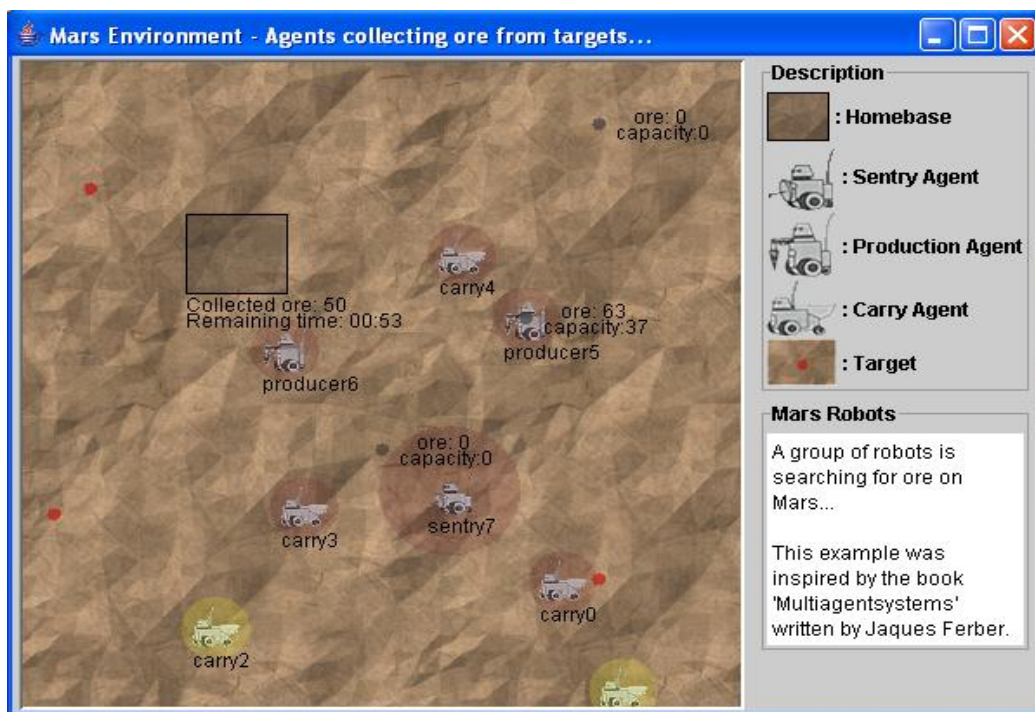 Mars Environment - Agents collecting ore from targets...
ore: 0
capacity:0
Collected ore: 50
Remaining time: 00:53
carry4
ore: 63
capacity:37
producer5
producer6
ore: 0
capacity:0
sentry7
carry3
carry0
carry2
Description
: Homebase
: Sentry Agent
: Production Agent
: Carry Agent
: Target
Mars Robots
A group of robots is
searching for ore on
Mars...
This example was
inspired by the book
'Multiagentsystems'
written by Jaques Ferber.